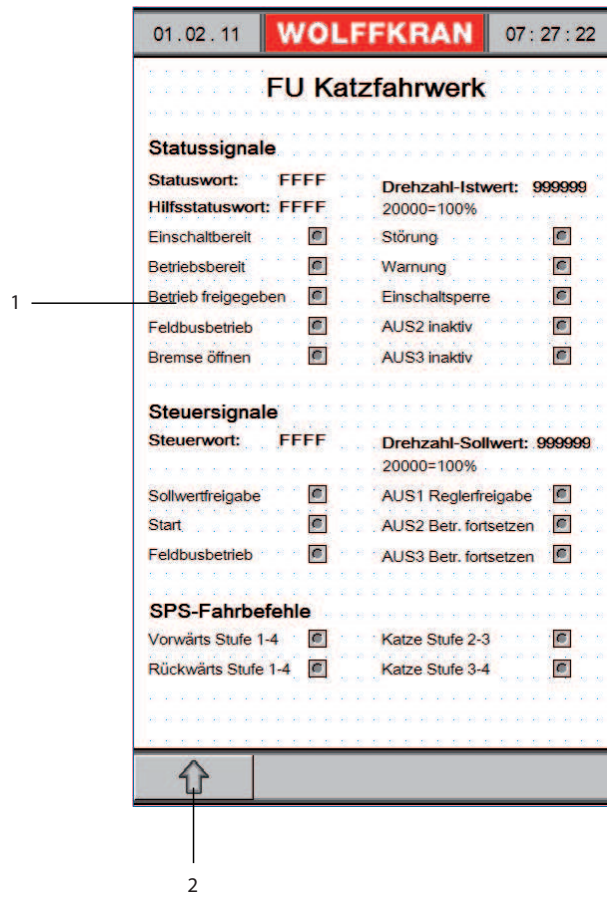 01.02.11 WOLFFKRAN 07:27:22
FU Katzfahrwerk
Statussignale
Statuswort: FFFF Drehzahl-Istwert: 999999
Hilfsstatuswort: FFFF 20000=100%
Einschaltbereit Störung
Betriebsbereit Warnung
1 Betrieb freigegeben Einschaltsperre
Feldbusbetrieb AUS2 inaktiv
Bremse öffnen AUS3 inaktiv
Steuersignale
Steuerwort: FFFF Drehzahl-Sollwert: 999999
20000=100%
Sollwertfreigabe AUS1 Reglerfreigabe
Start AUS2 Betr. fortsetzen
Feldbusbetrieb AUS3 Betr. fortsetzen
SPS-Fahrbefehle
Vorwärts Stufe 1-4 Katze Stufe 2-3
Rückwärts Stufe 1-4 Katze Stufe 3-4
2